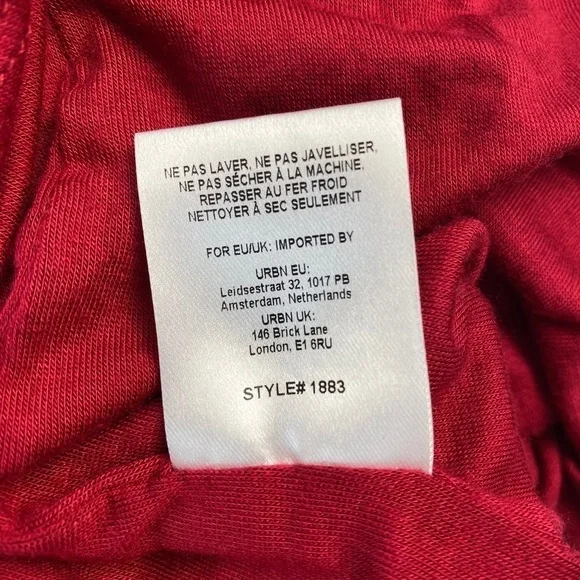 NE PAS LAVER, NE PAS JAVELLISER,
NE PAS SÉCHER À LA MACHINE,
REPASSER AU FER FROID
NETTOYER À SEC SEULEMENT
FOR EU/UK: IMPORTED BY
URBN EU:
Leidsestraat 32, 1017 PB
Amsterdam, Netherlands
URBN UK:
146 Brick Lane
London, E1 6RU
STYLE# 1883